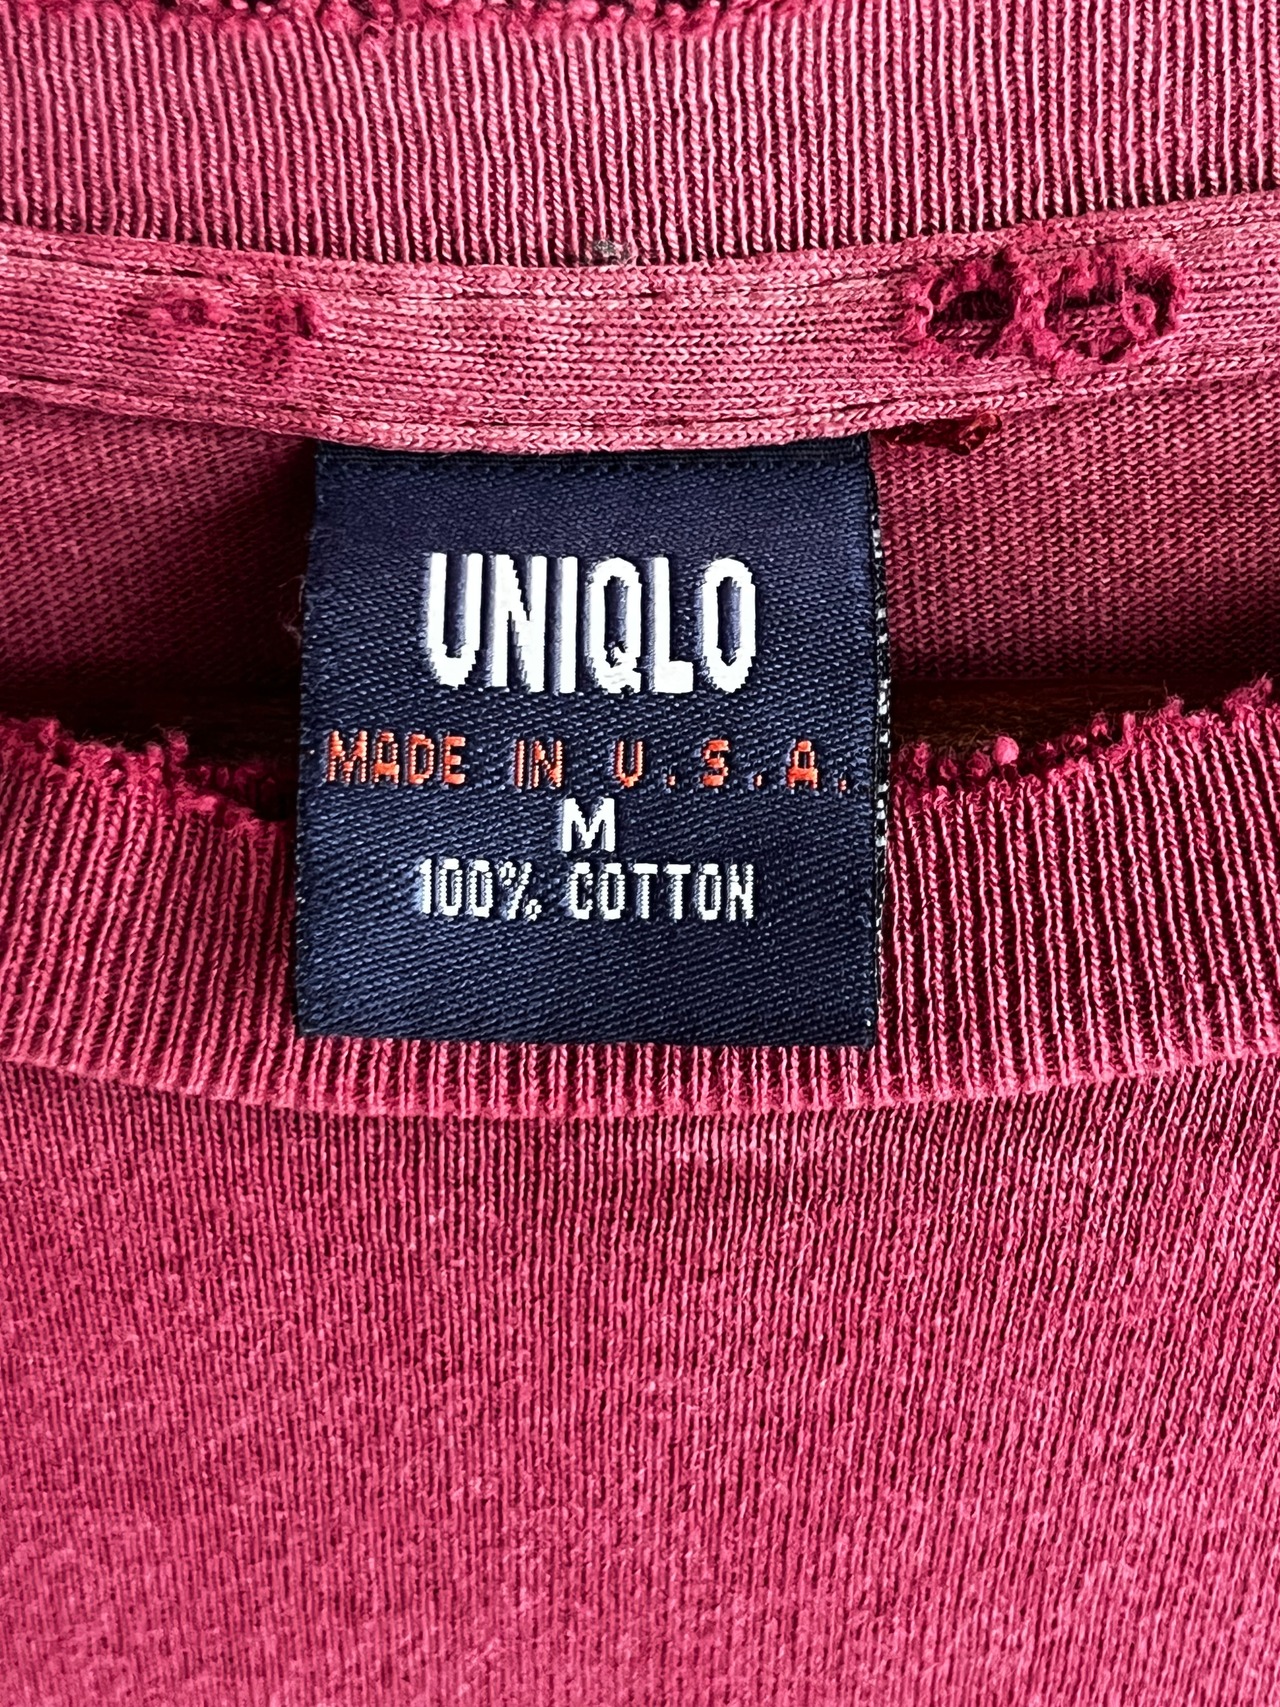 UNIQLO
MADE IN U.S.A.
M
100% COTTON